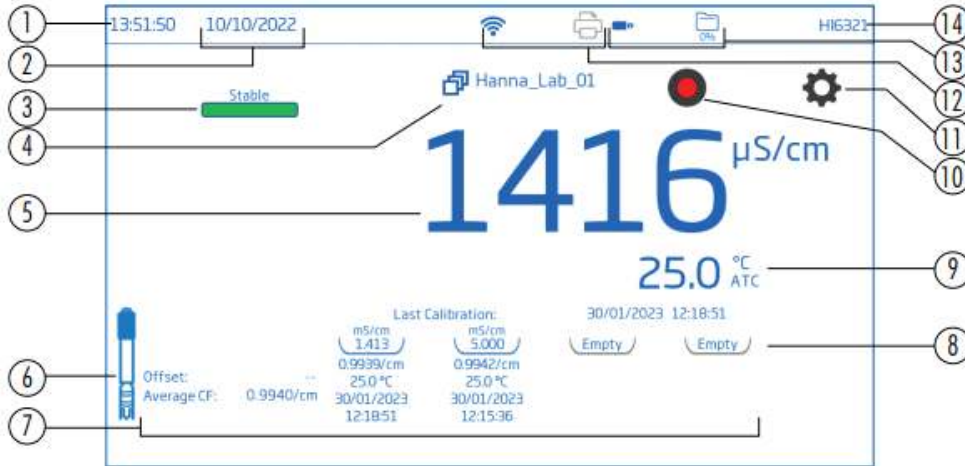 1 13:51:50 10/10/2022 0% HI6321 14
2 13
12
3 Stable Hanna_Lab_01 11
4 10
5 1416 µS/cm
25.0 °C ATC 9
Last Calibration: 30/01/2023 12:18:51
mS/cm mS/cm
1.413 5.000 Empty Empty 8
0.9939/cm 0.9942/cm
6 Offset: -- 25.0 °C 25.0 °C
Average CF: 0.9940/cm 30/01/2023 30/01/2023
7 12:18:51 12:15:36